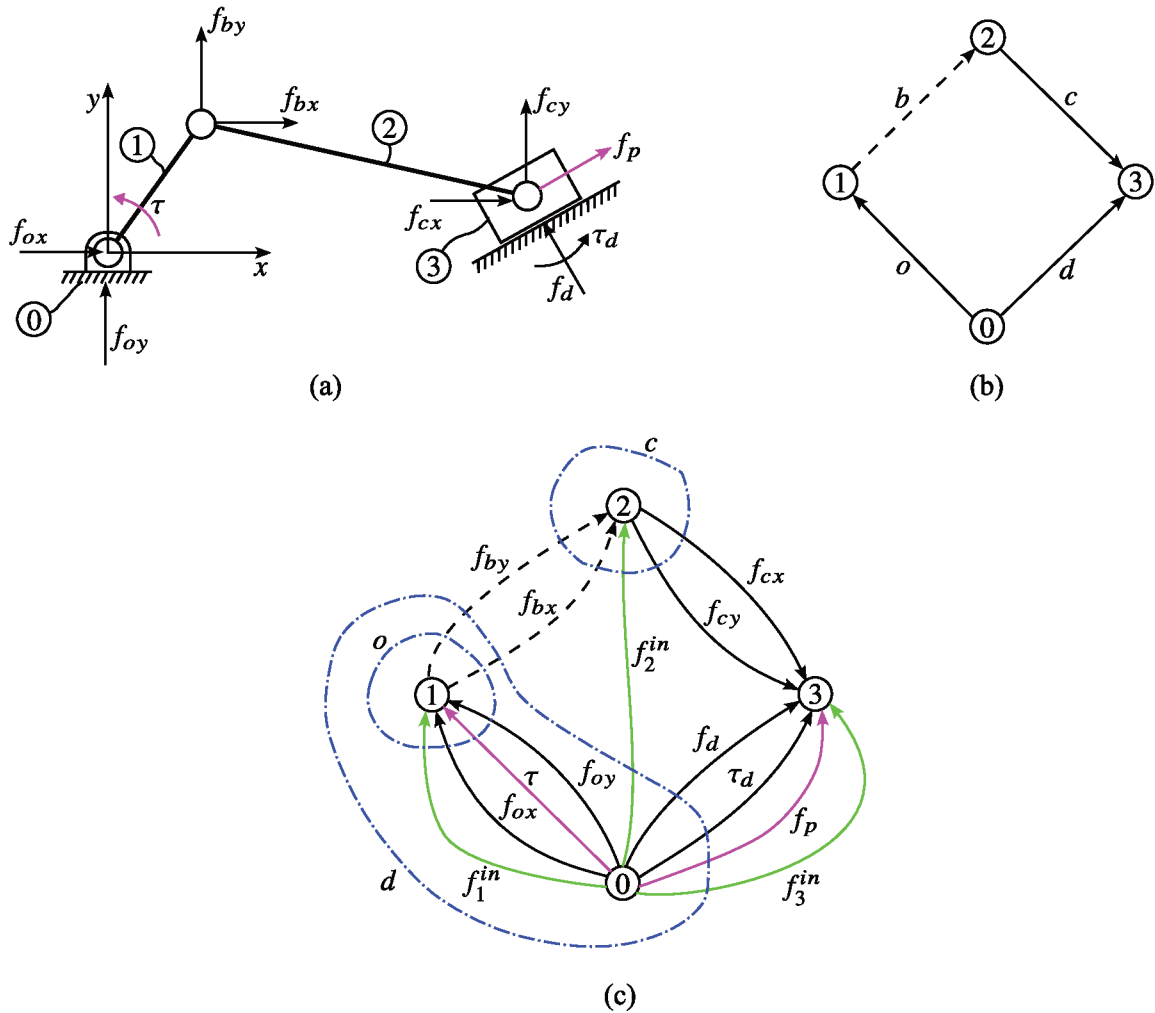 f_by
y
f_bx
1
2
f_cy
f_p
τ
f_cx
f_ox
x
3
τ_d
f_d
0
f_oy
(a)
2
b
c
1
3
o
d
0
(b)
c
2
f_by
f_cx
f_bx
f_cy
o
f_2^in
1
3
f_d
τ
f_oy
τ_d
f_ox
f_p
d
f_1^in
0
f_3^in
(c)